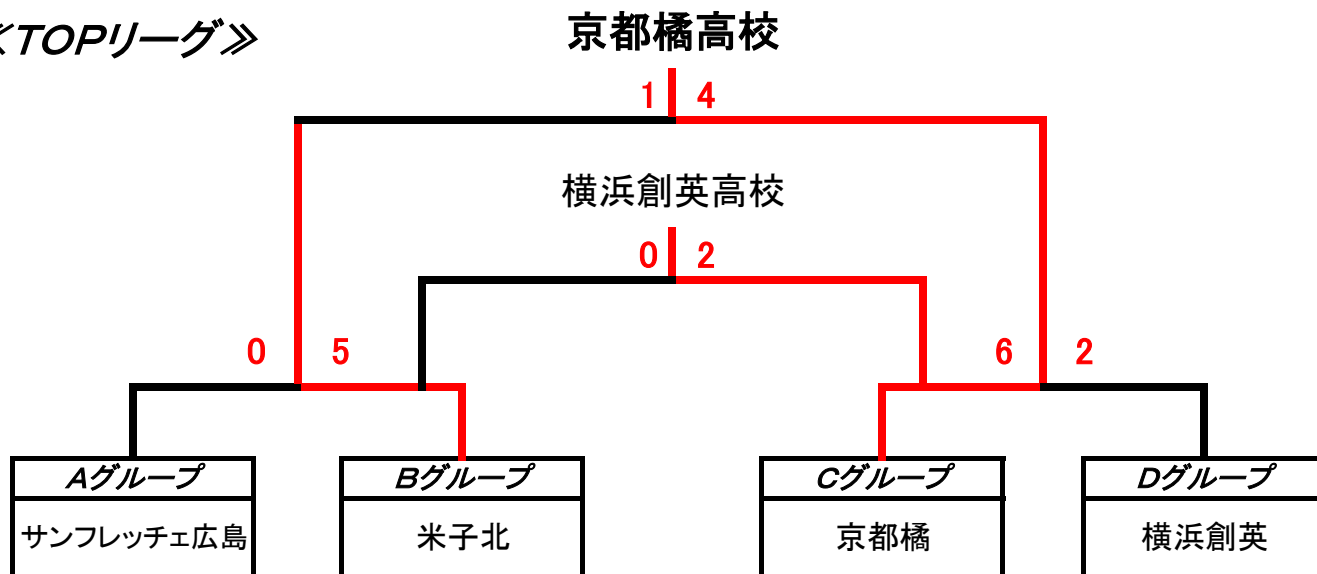 ≪TOPリーグ≫
京都橘高校
1 4
横浜創英高校
0 2
0 5
6 2
Aグループ
Bグループ
Cグループ
Dグループ
サンフレッチェ広島
米子北
京都橘
横浜創英